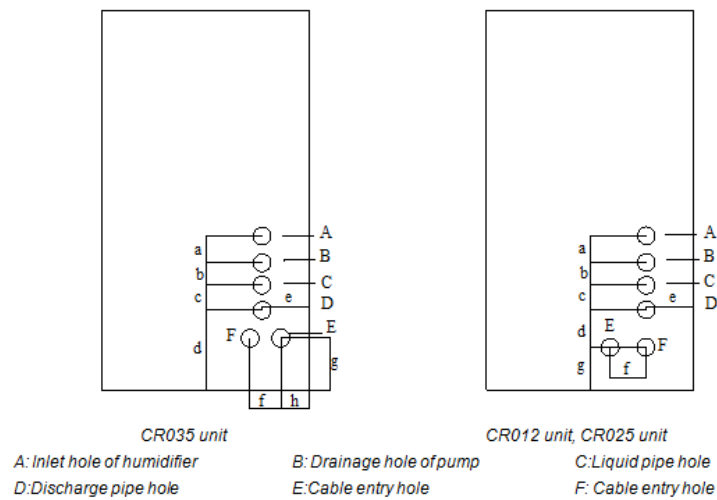 A
a
B
b
C
c
e
D
F
E
d
g
f
h
A
a
B
b
C
c
e
D
d
E
F
g
f
CR035 unit
CR012 unit, CR025 unit
A: Inlet hole of humidifier
B: Drainage hole of pump
C:Liquid pipe hole
D:Discharge pipe hole
E:Cable entry hole
F: Cable entry hole